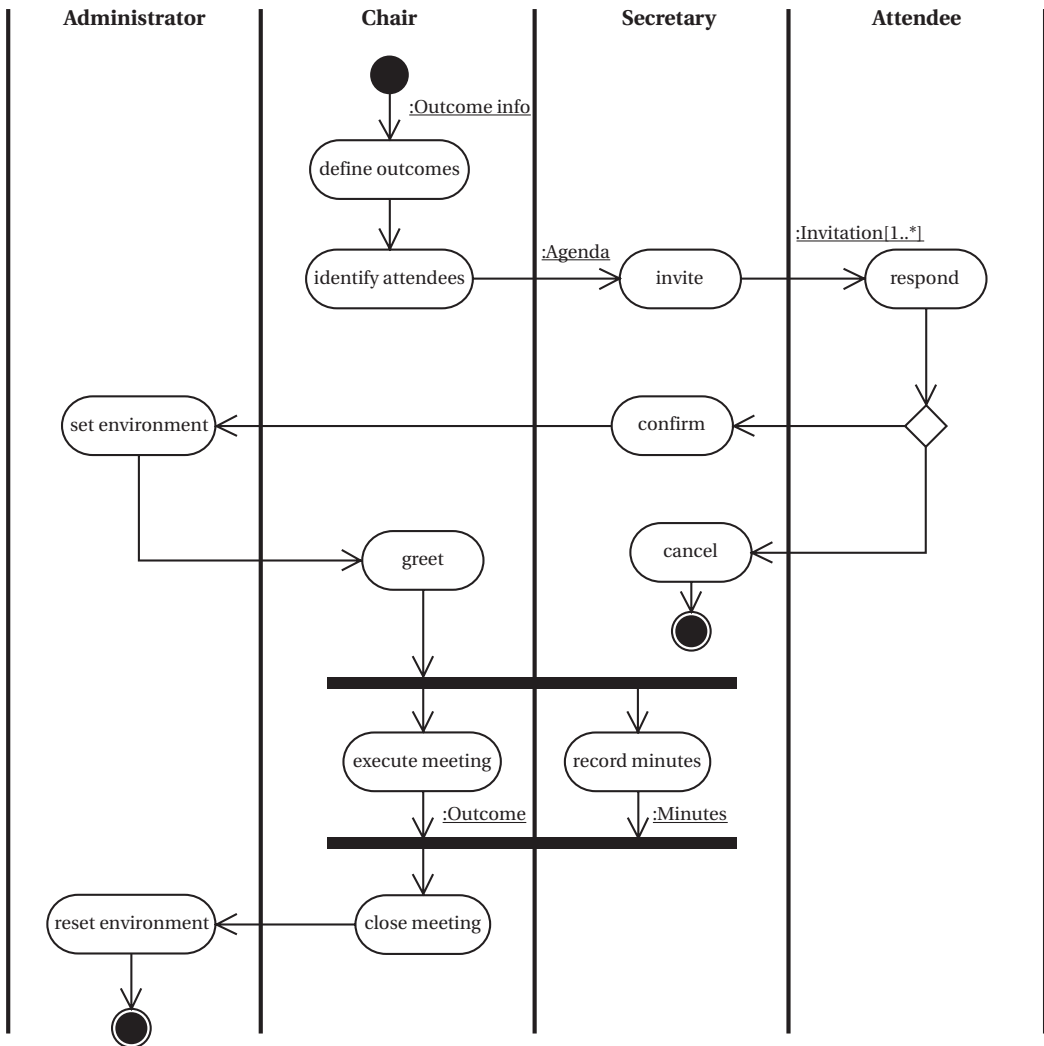 Administrator
Chair
Secretary
Attendee
:Outcome info
define outcomes
:Invitation[1..*]
:Agenda
identify attendees
invite
respond
set environment
confirm
cancel
greet
execute meeting
record minutes
:Outcome
:Minutes
reset environment
close meeting